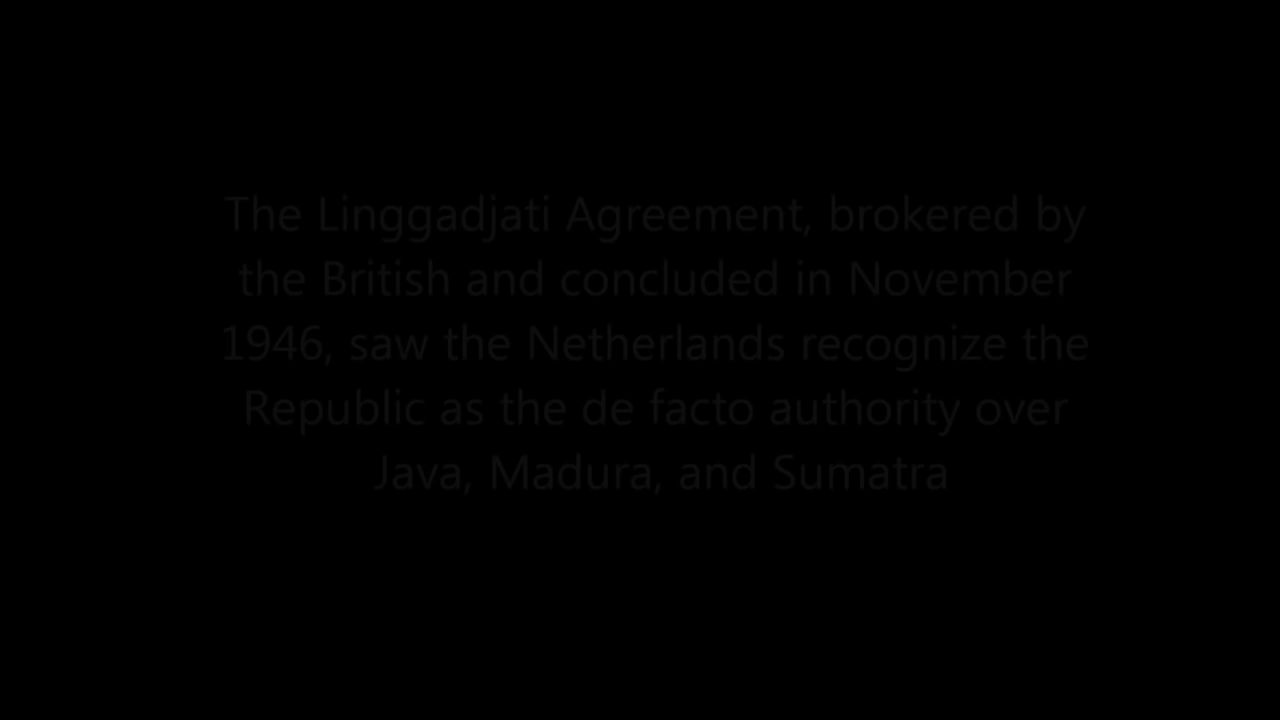 The Linggadjati Agreement, brokered by
the British and concluded in November
1946, saw the Netherlands recognize the
Republic as the de facto authority over
Java, Madura, and Sumatra